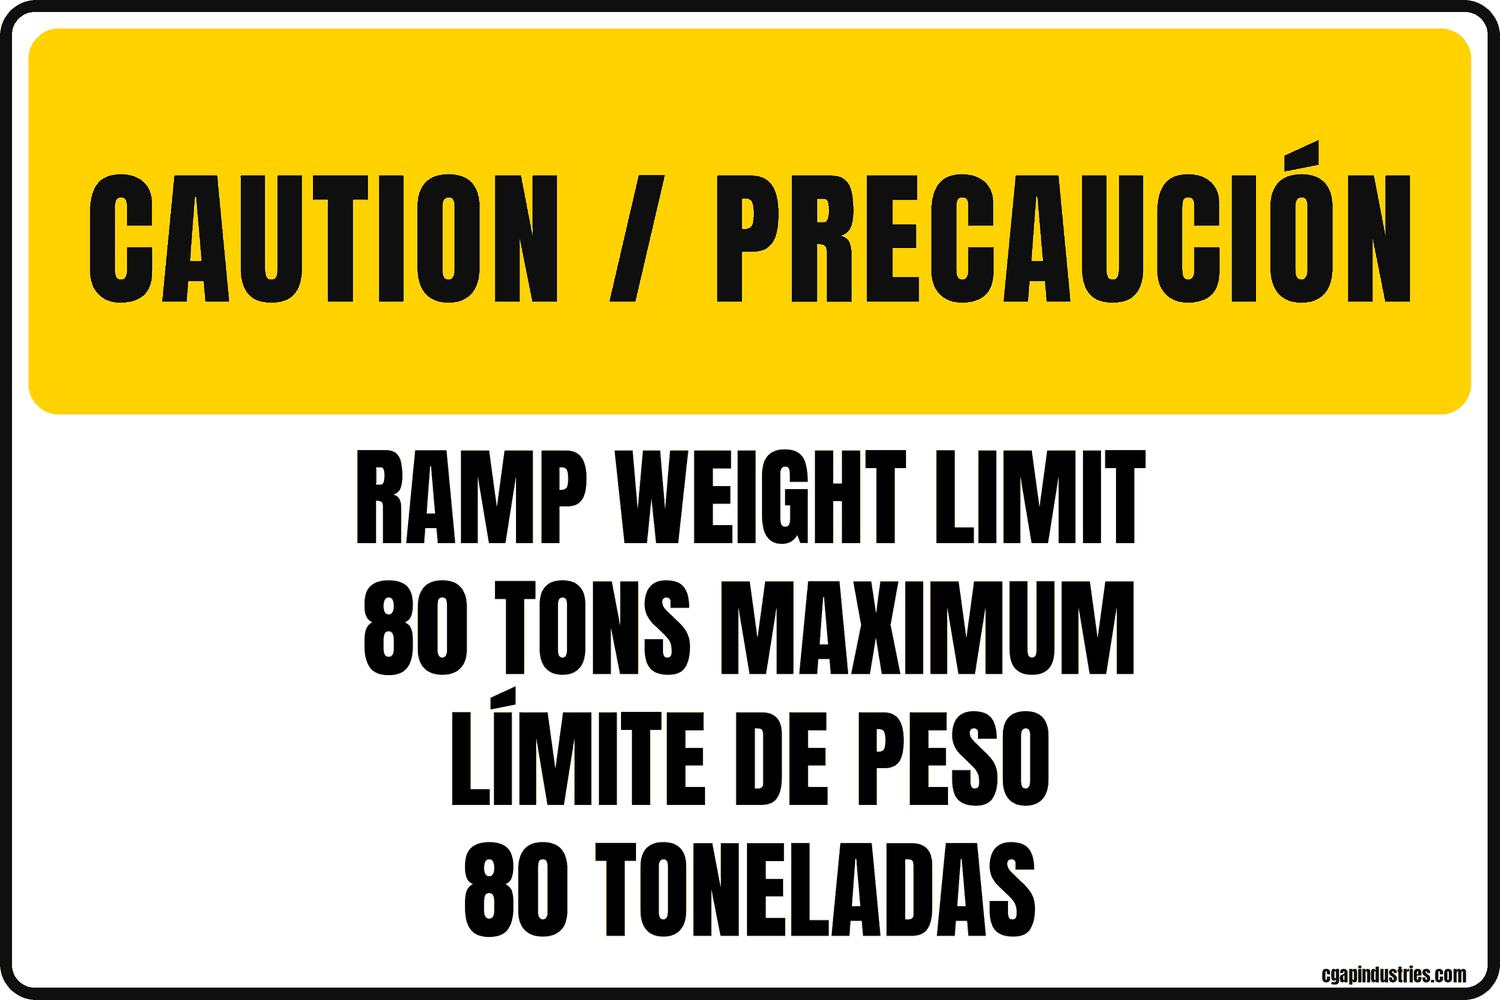 CAUTION / PRECAUCIÓN
RAMP WEIGHT LIMIT
80 TONS MAXIMUM
LÍMITE DE PESO
80 TONELADAS
cgapindustries.com